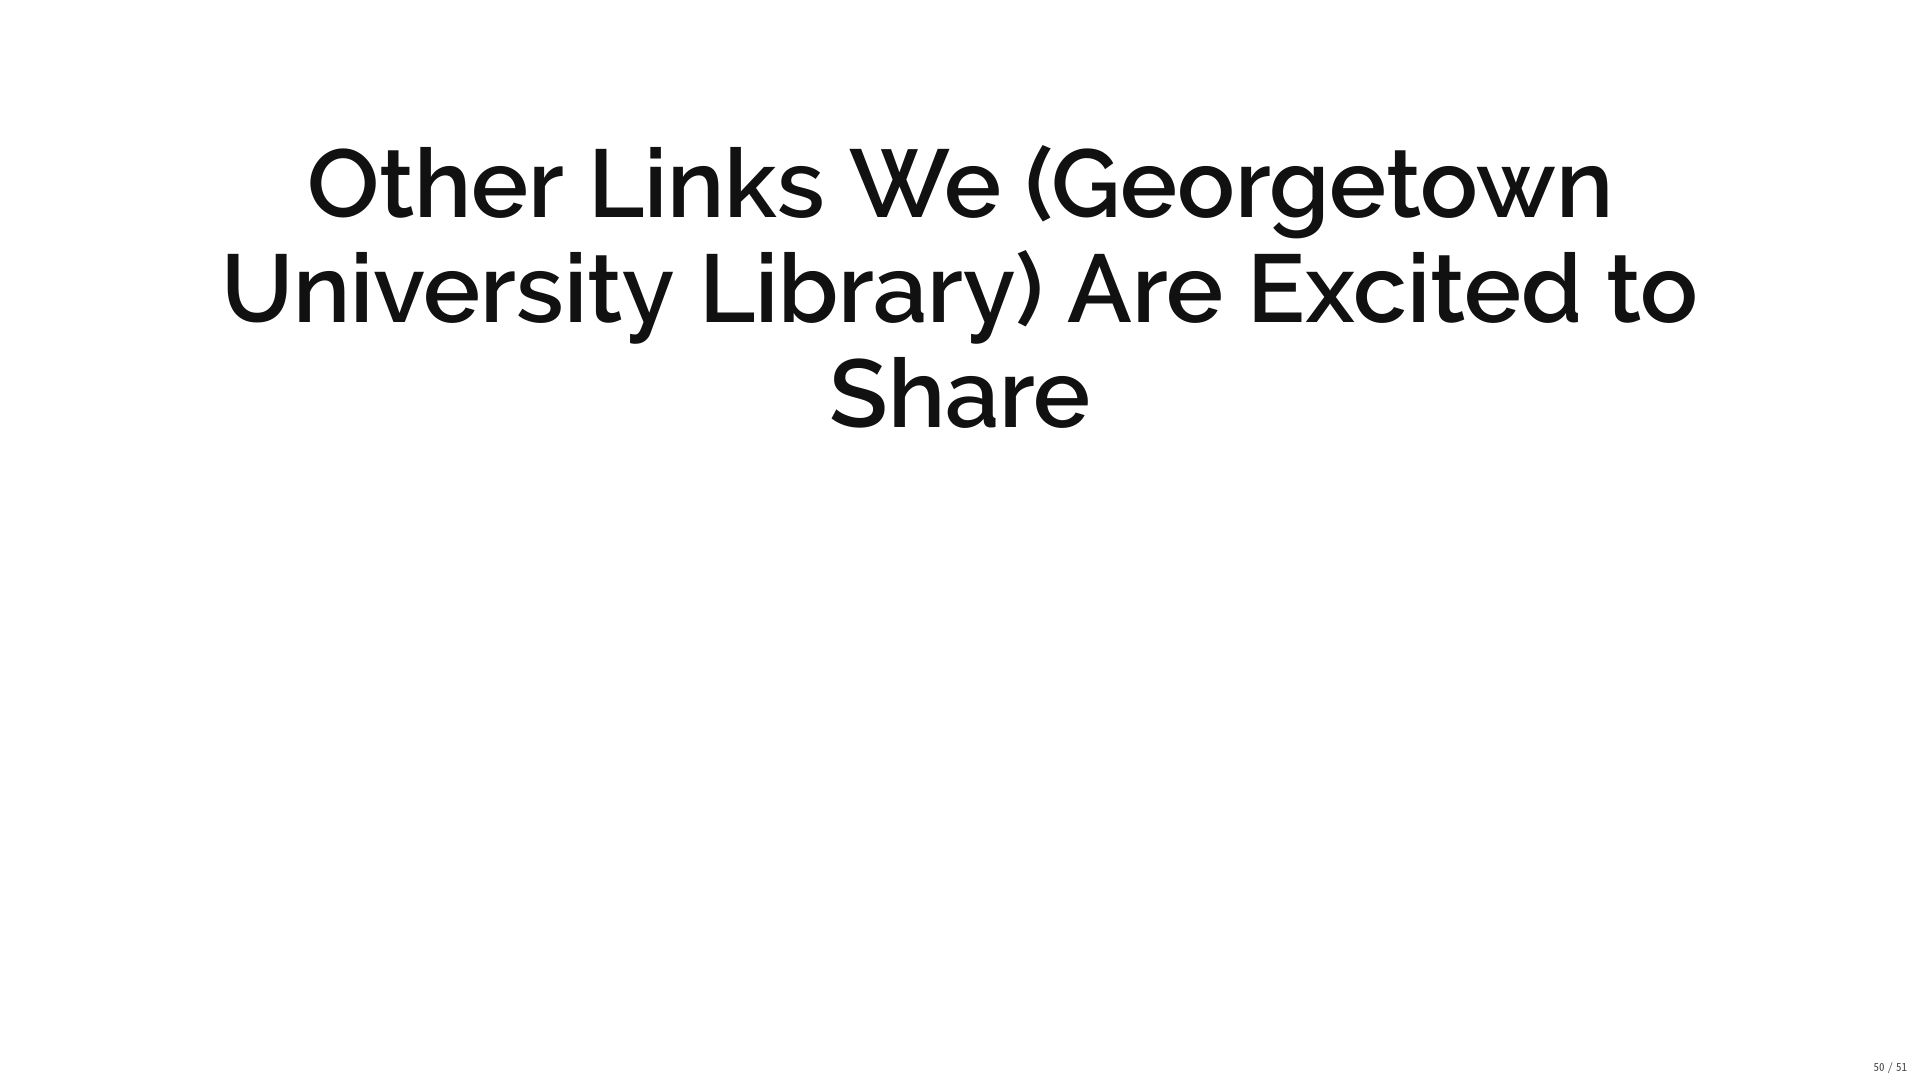 Other Links We (Georgetown
University Library) Are Excited to
Share
50 / 51